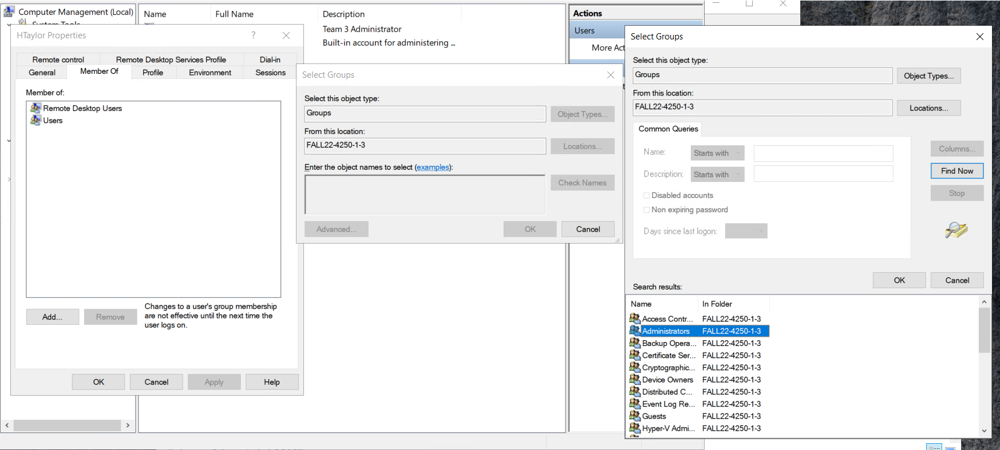 Computer Management (Local)
System Tools
Name
Full Name
Description
Team 3 Administrator
Built-in account for administering ...
Actions
Users
More Act
HTaylor Properties
?
Remote control
Remote Desktop Services Profile
Dial-in
General
Member Of
Profile
Environment
Sessions
Member of:
Remote Desktop Users
Users
Add...
Remove
Changes to a user's group membership
are not effective until the next time the
user logs on.
OK
Cancel
Apply
Help
Select Groups
Select this object type:
Groups
Object Types...
From this location:
FALL22-4250-1-3
Locations...
Enter the object names to select (examples):
Check Names
Advanced...
OK
Cancel
Select Groups
Select this object type:
Groups
Object Types...
From this location:
FALL22-4250-1-3
Locations...
Common Queries
Name:
Starts with
Description:
Starts with
Disabled accounts
Non expiring password
Days since last logon:
Columns...
Find Now
Stop
OK
Cancel
Search results:
Name In Folder
Access Contr... FALL22-4250-1-3
Administrators FALL22-4250-1-3
Backup Opera... FALL22-4250-1-3
Certificate Ser... FALL22-4250-1-3
Cryptographic... FALL22-4250-1-3
Device Owners FALL22-4250-1-3
Distributed C... FALL22-4250-1-3
Event Log Re... FALL22-4250-1-3
Guests FALL22-4250-1-3
Hyper-V Admi... FALL22-4250-1-3